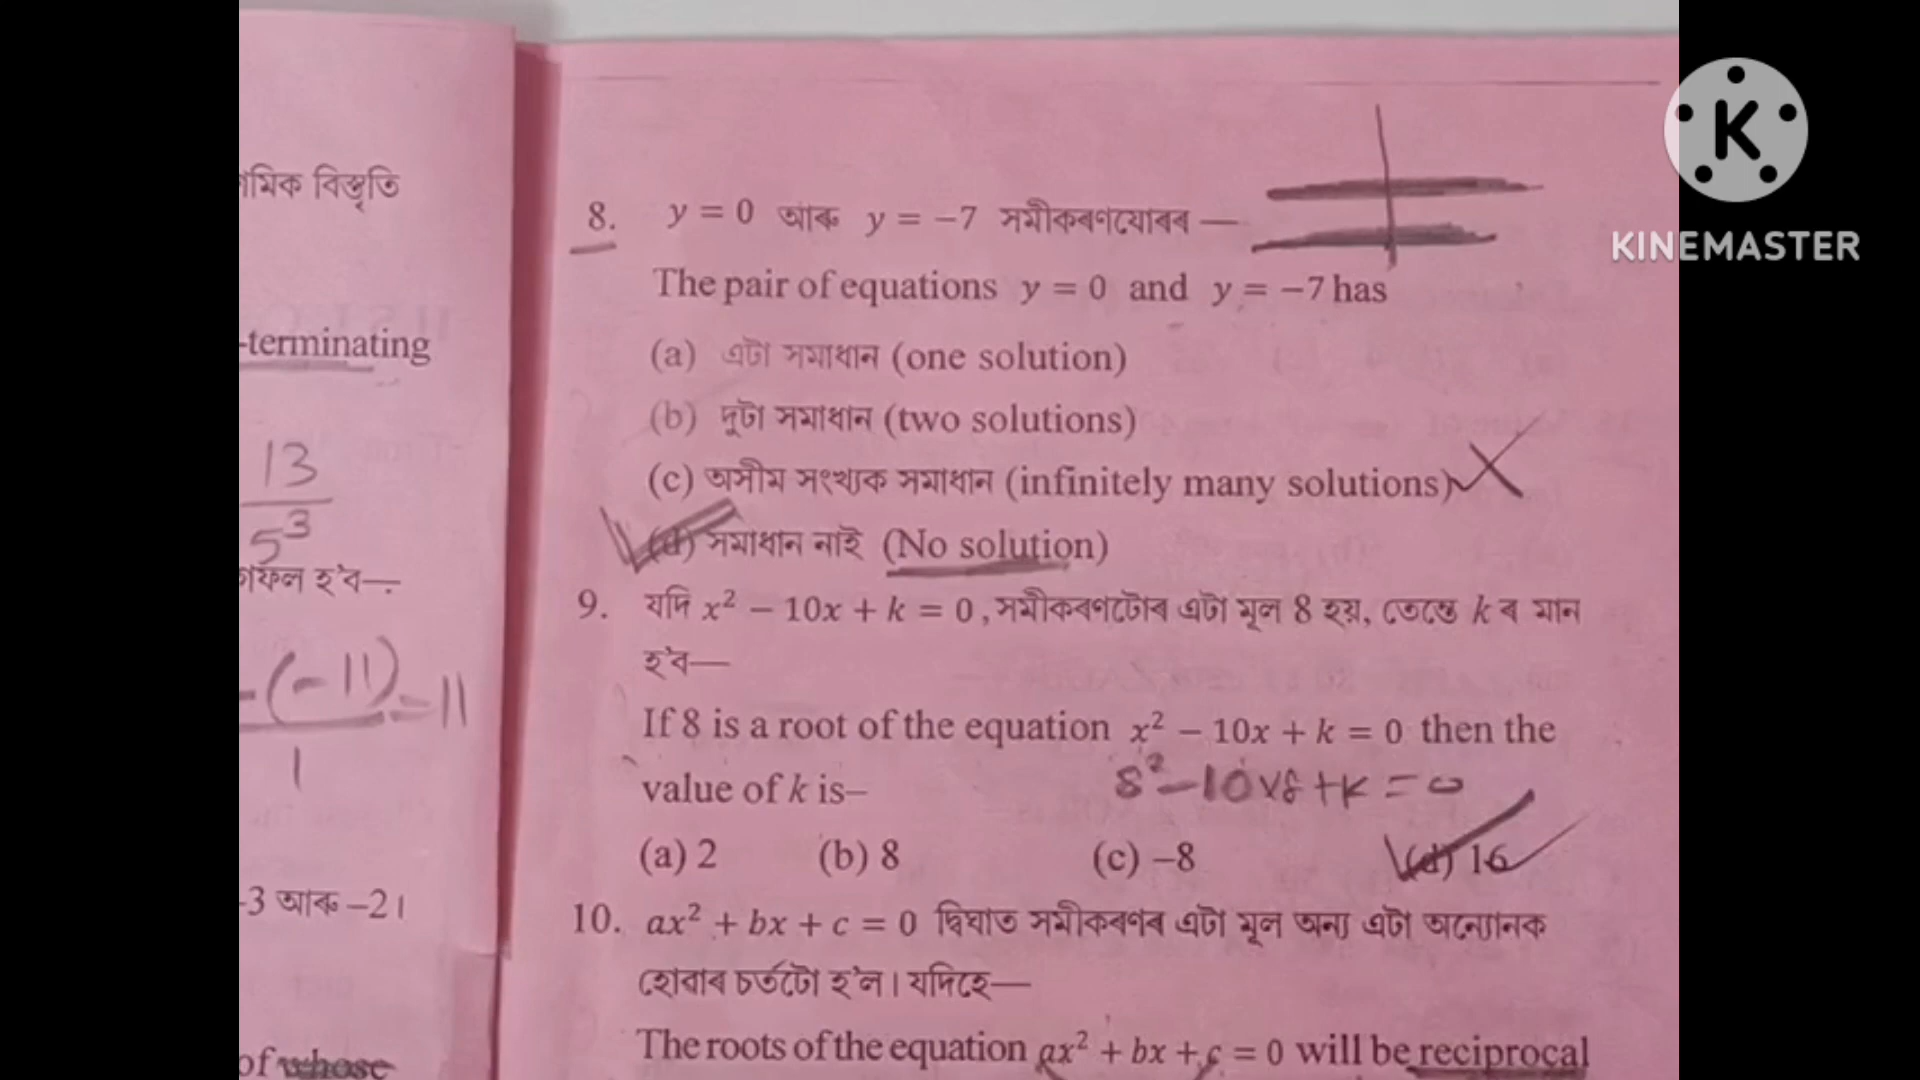 বিস্তৃতি
-terminating
13
5³
হ'ব—
-(-11) = 11
1
-3 আৰু –2।
of whose
8. y = 0 আৰু y = −7 সমীকৰণযোৰৰ —
The pair of equations y = 0 and y = −7 has
(a) এটা সমাধান (one solution)
(b) দুটা সমাধান (two solutions)
(c) অসীম সংখ্যক সমাধান (infinitely many solutions)
(d) সমাধান নাই (No solution)
9. যদি x² − 10x + k = 0, সমীকৰণটোৰ এটা মূল 8 হয়, তেন্তে k ৰ মান
হ'ব—
If 8 is a root of the equation x² − 10x + k = 0 then the
value of k is–
8² − 10×8 + k = 0
(a) 2 (b) 8 (c) –8 (d) 16
10. ax² + bx + c = 0 দ্বিঘাত সমীকৰণৰ এটা মূল অন্য এটা অন্যোনক
হোৱাৰ চৰ্তটো হ'ল। যদিহে—
The roots of the equation ax² + bx + c = 0 will be reciprocal
K
KINEMASTER